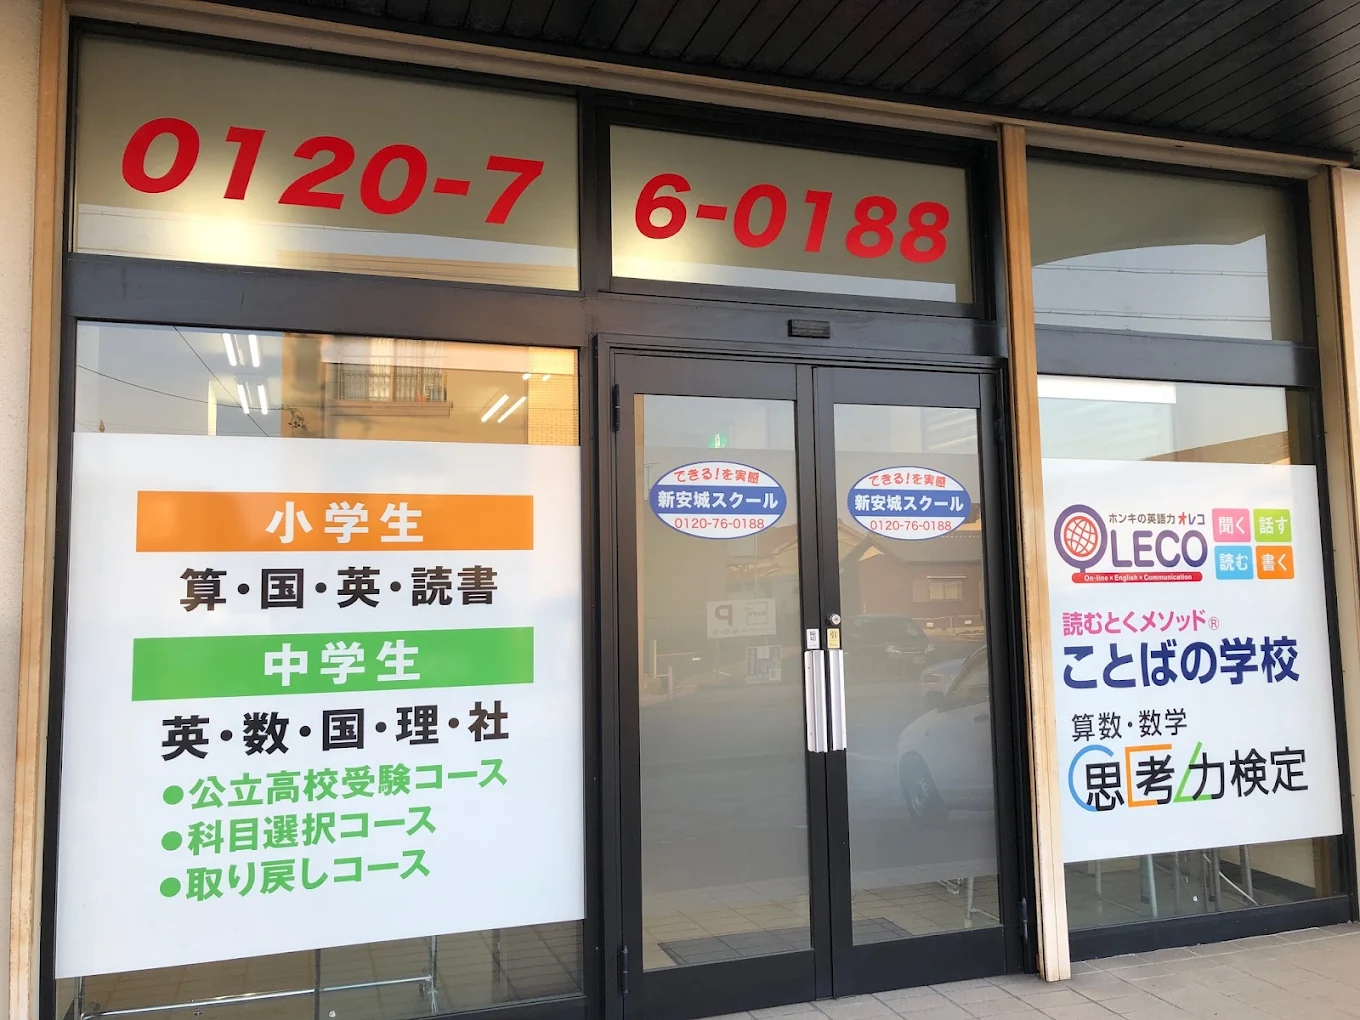 0120-76-0188
小学生
算・国・英・読書
中学生
英・数・国・理・社
●公立高校受験コース
●科目選択コース
●取り戻しコース
できる!を実感
新安城スクール
0120-76-0188
できる!を実感
新安城スクール
0120-76-0188
引
ホンキの英語力 オレコ
OLECO
On-line×English×Communication
聞く 話す
読む 書く
読むとくメソッド®
ことばの学校
算数・数学
思考力検定
P